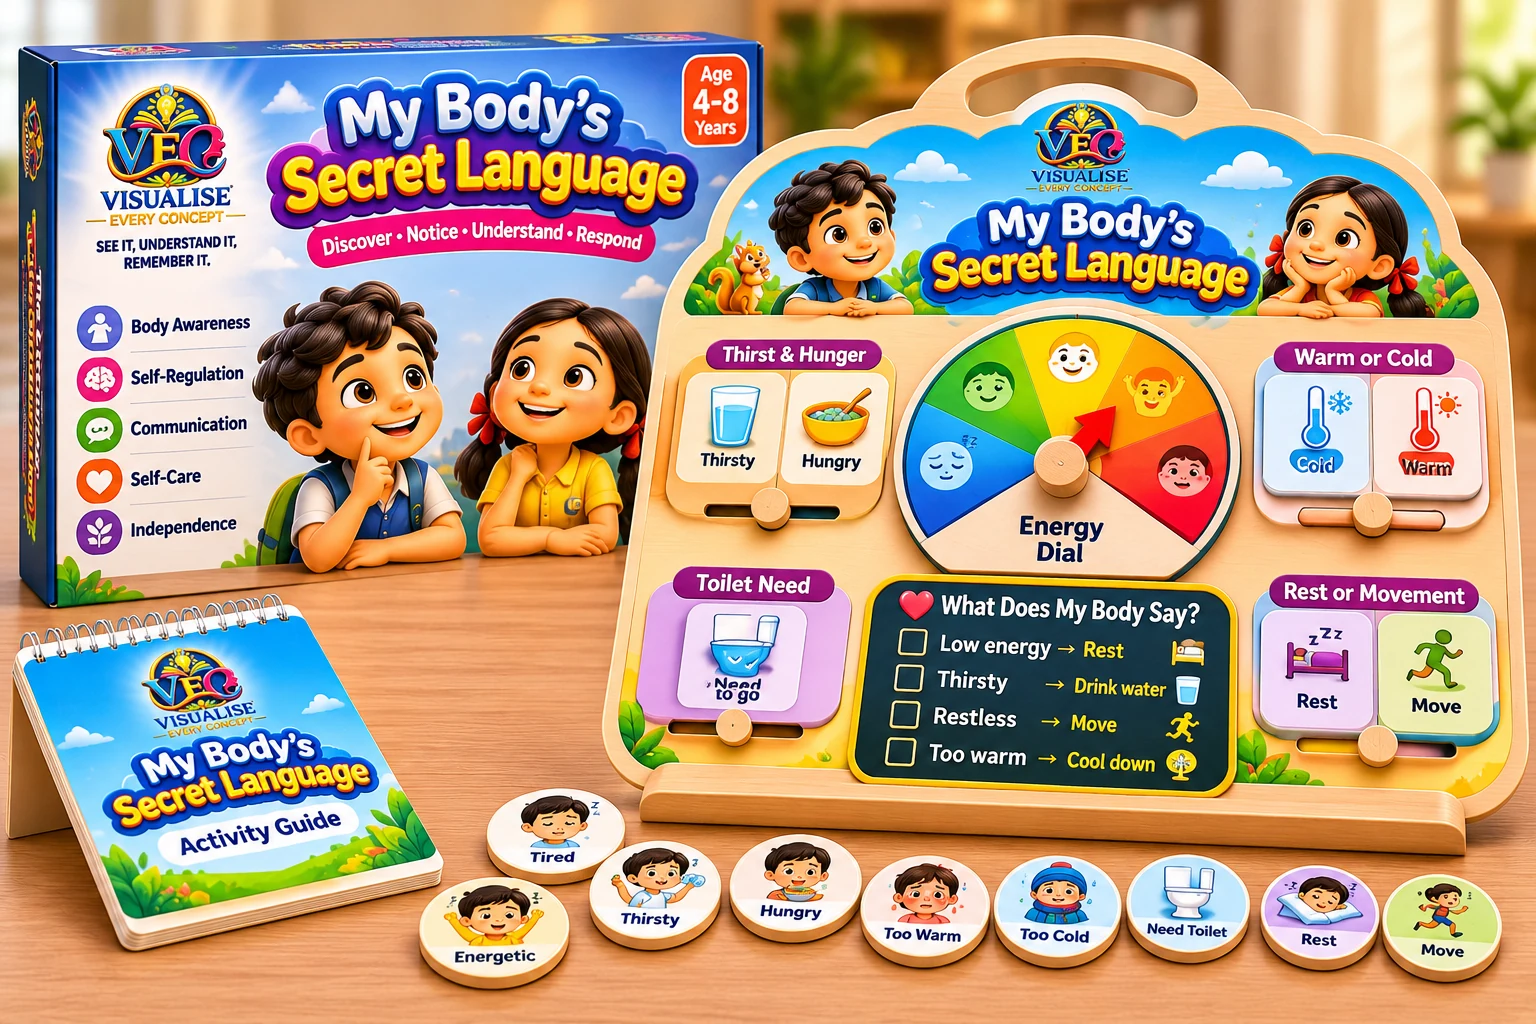 VEQ
VISUALISE
EVERY CONCEPT
SEE IT, UNDERSTAND IT,
REMEMBER IT.
My Body's
Secret Language
Discover • Notice • Understand • Respond
Age
4-8
Years
Body Awareness
Self-Regulation
Communication
Self-Care
Independence
VEQ
VISUALISE
EVERY CONCEPT
My Body's
Secret Language
Thirst & Hunger
Thirsty
Hungry
Energy
Dial
Warm or Cold
Cold
Warm
Toilet Need
Need
to go
What Does My Body Say?
Low energy → Rest
Thirsty → Drink water
Restless → Move
Too warm → Cool down
Rest or Movement
zzz
Rest
Move
VEQ
VISUALISE
EVERY CONCEPT
My Body's
Secret Language
Activity Guide
Tired
Energetic
Thirsty
Hungry
Too Warm
Too Cold
Need Toilet
Rest
Move